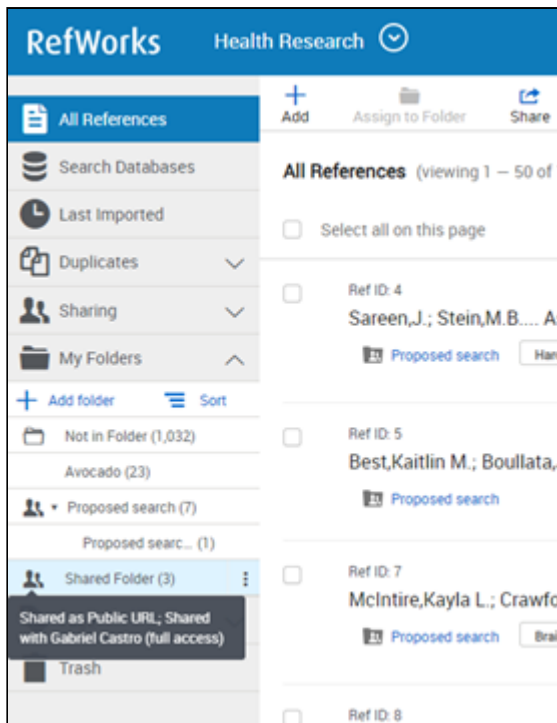 RefWorks
Health Research
All References
Search Databases
Last Imported
Duplicates
Sharing
My Folders
Add folder
Sort
Not in Folder (1,032)
Avocado (23)
Proposed search (7)
Proposed searc... (1)
Shared Folder (3)
Shared as Public URL; Shared
with Gabriel Castro (full access)
Trash
Add
Assign to Folder
Share
All References (viewing 1 – 50 of
Select all on this page
Ref ID: 4
Sareen,J.; Stein,M.B....
Proposed search
Ref ID: 5
Best,Kaitlin M.; Boullata,
Proposed search
Ref ID: 7
McIntire,Kayla L.; Crawfo
Proposed search
Brai
Ref ID: 8